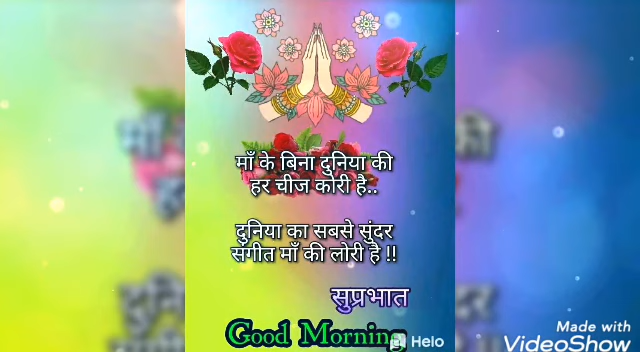 माँ के बिना दुनिया की
हर चीज कोरी है..
दुनिया का सबसे सुंदर
संगीत माँ की लोरी है !!
सुप्रभात
Good Morning
Helo
Made with
VideoShow